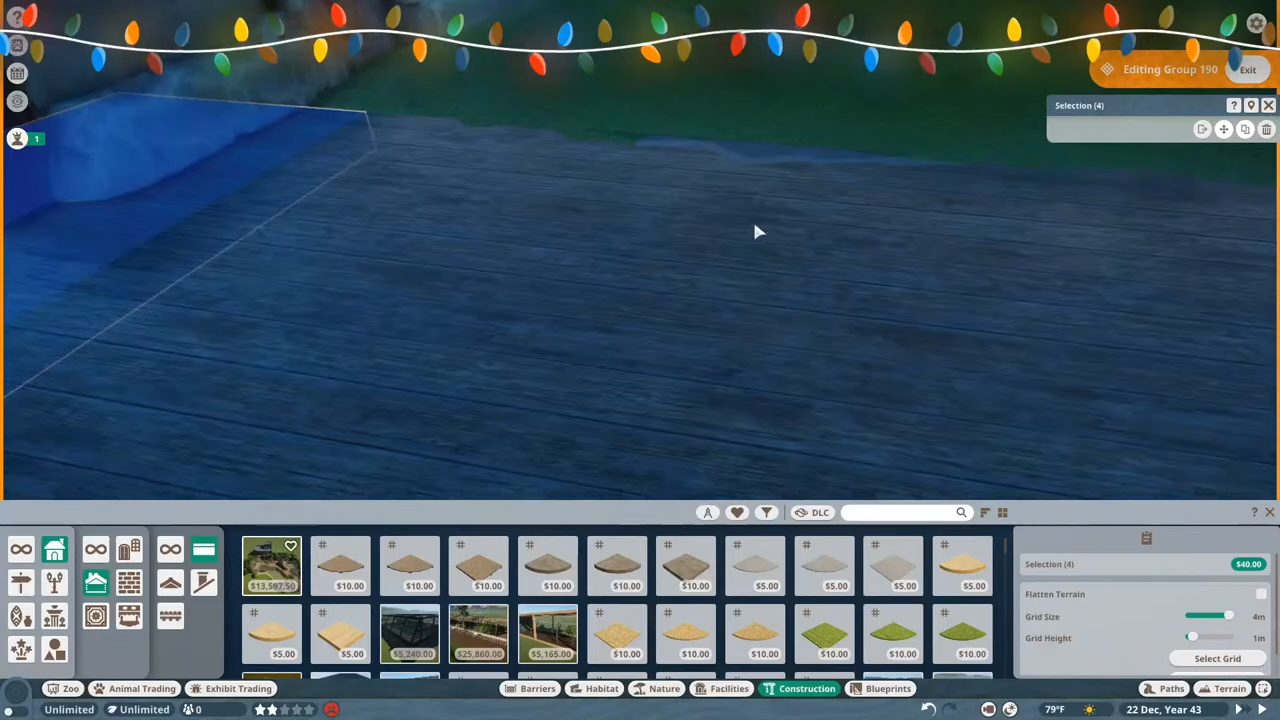 ?
Editing Group 190
Exit
Selection (4)
?
1
DLC
?
$13,597.50
$10.00
$10.00
$10.00
$10.00
$10.00
$10.00
$5.00
$5.00
$5.00
$5.00
$5.00
$5.00
$5,240.00
$25,860.00
$5,165.00
$10.00
$10.00
$10.00
$10.00
$10.00
$10.00
Selection (4)
$40.00
Flatten Terrain
Grid Size
4m
Grid Height
1m
Select Grid
Zoo
Animal Trading
Exhibit Trading
Barriers
Habitat
Nature
Facilities
Construction
Blueprints
Paths
Terrain
Unlimited
Unlimited
0
79°F
22 Dec, Year 43